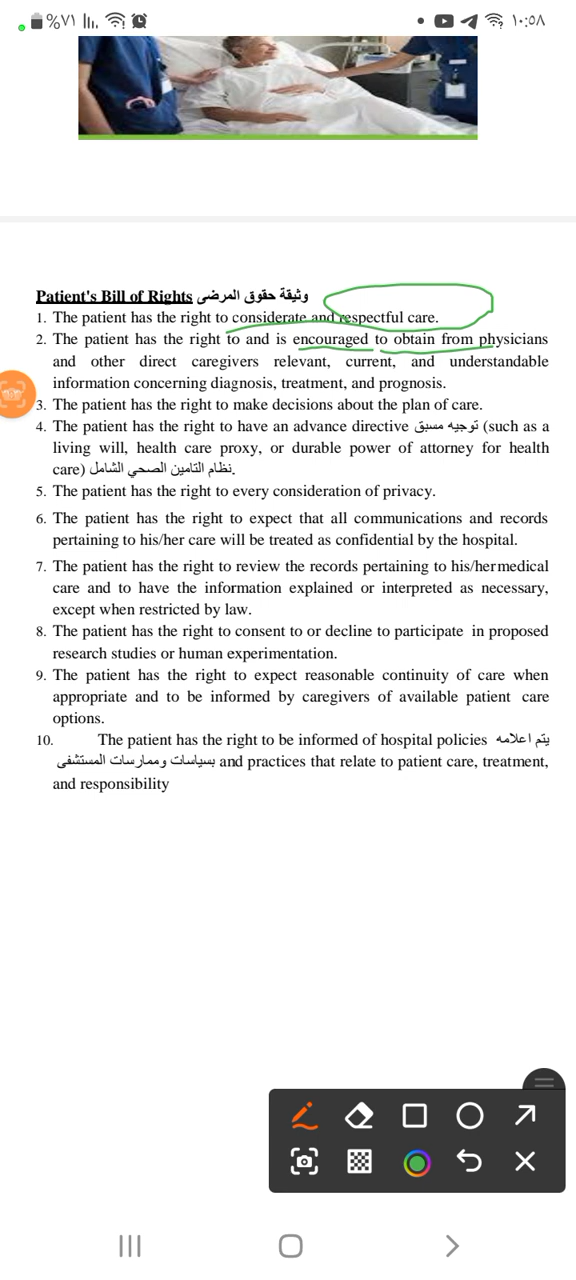 %٧١ ١٠:٥٨
Patient's Bill of Rights وثيقة حقوق المرضى
1. The patient has the right to considerate and respectful care.
2. The patient has the right to and is encouraged to obtain from physicians
and other direct caregivers relevant, current, and understandable
information concerning diagnosis, treatment, and prognosis.
3. The patient has the right to make decisions about the plan of care.
4. The patient has the right to have an advance directive توجيه مسبق (such as a
living will, health care proxy, or durable power of attorney for health
care) نظام التامين الصحي الشامل.
5. The patient has the right to every consideration of privacy.
6. The patient has the right to expect that all communications and records
pertaining to his/her care will be treated as confidential by the hospital.
7. The patient has the right to review the records pertaining to his/her medical
care and to have the information explained or interpreted as necessary,
except when restricted by law.
8. The patient has the right to consent to or decline to participate in proposed
research studies or human experimentation.
9. The patient has the right to expect reasonable continuity of care when
appropriate and to be informed by caregivers of available patient care
options.
10. The patient has the right to be informed of hospital policies يتم اعلامه
بسياسات وممارسات المستشفى and practices that relate to patient care, treatment,
and responsibility